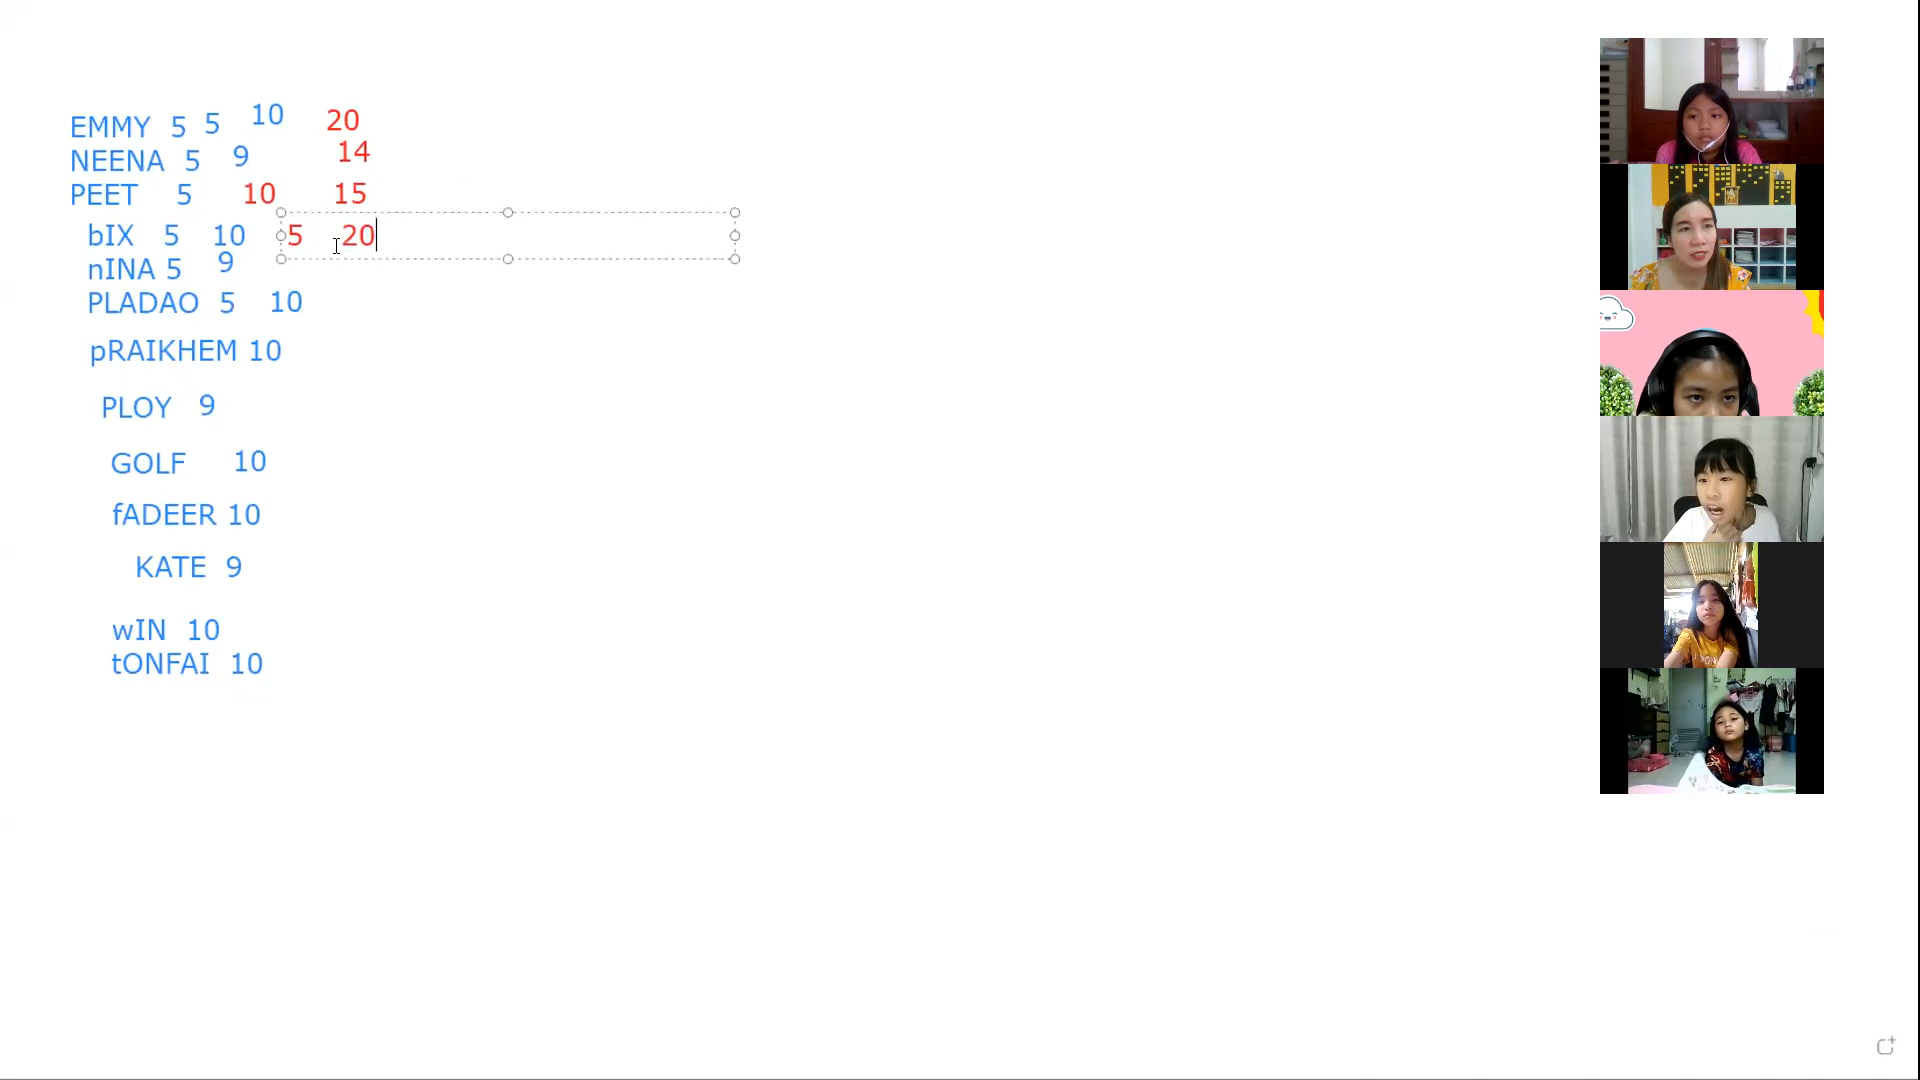 EMMY 5 5 10 20
NEENA 5 9 14
PEET 5 10 15
bIX 5 10 5 20
nINA 5 9
PLADAO 5 10
pRAIKHEM 10
PLOY 9
GOLF 10
fADEER 10
KATE 9
wIN 10
tONFAI 10